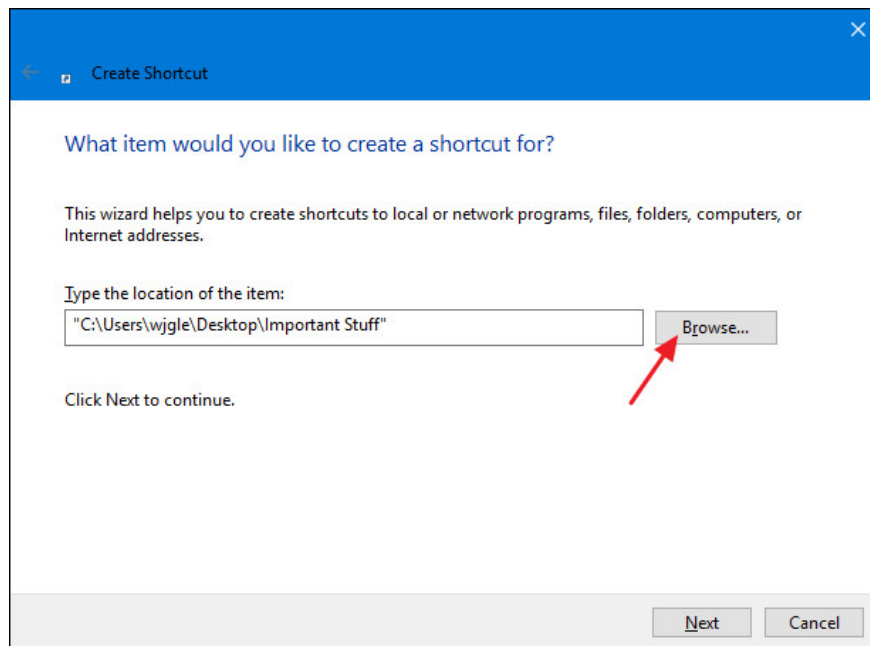 Create Shortcut
What item would you like to create a shortcut for?
This wizard helps you to create shortcuts to local or network programs, files, folders, computers, or
Internet addresses.
Type the location of the item:
"C:\Users\wjgle\Desktop\Important Stuff"
Browse...
Click Next to continue.
Next
Cancel